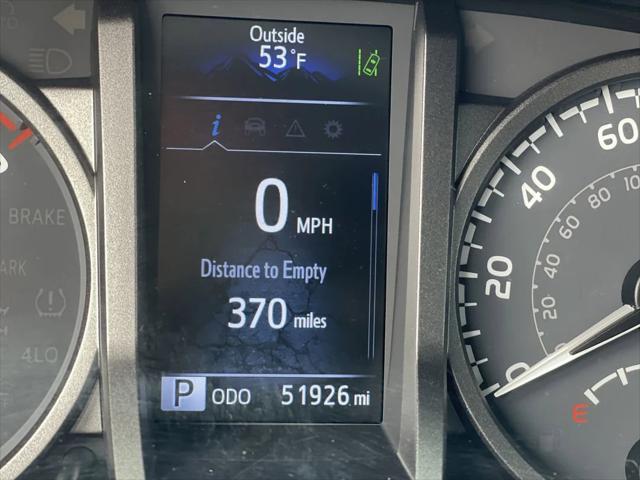 Outside
53°F
i
0 MPH
Distance to Empty
370 miles
P ODO 51926 mi
BRAKE
ARK
4LO
0
20
40
60
20
40
60
80
E